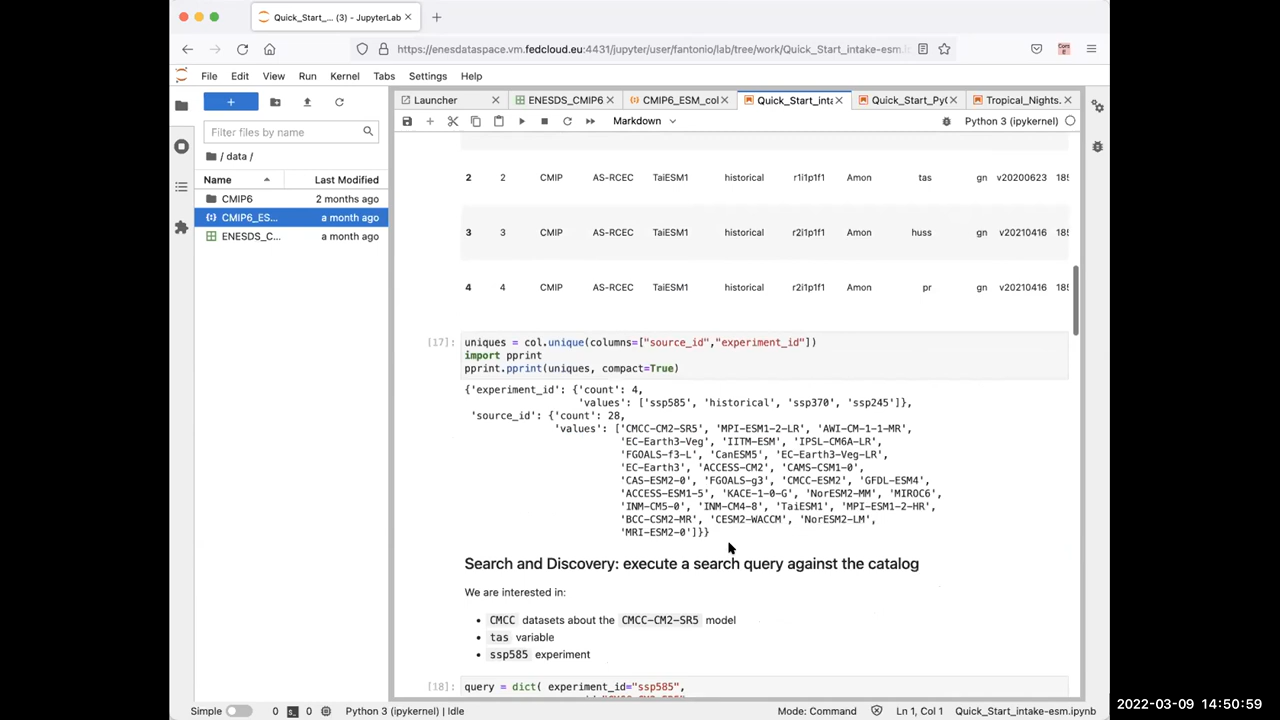 Quick_Start_... (3) - JupyterLab
https://enesdataspace.vm.fedcloud.eu:4431/jupyter/user/fantonio/lab/tree/work/Quick_Start_intake-esm.
File Edit View Run Kernel Tabs Settings Help
Launcher
ENESDS_CMIP6
CMIP6_ESM_col
Quick_Start_inta
Quick_Start_PyO
Tropical_Nights.
Filter files by name
Markdown
Python 3 (ipykernel)
/ data /
Name Last Modified
CMIP6 2 months ago
CMIP6_ES... a month ago
ENESDS_C... a month ago
2 2 CMIP AS-RCEC TaiESM1 historical r1i1p1f1 Amon tas gn v20200623 185
3 3 CMIP AS-RCEC TaiESM1 historical r2i1p1f1 Amon huss gn v20210416 185
4 4 CMIP AS-RCEC TaiESM1 historical r2i1p1f1 Amon pr gn v20210416 185
[17]: uniques = col.unique(columns=["source_id","experiment_id"])
import pprint
pprint.pprint(uniques, compact=True)
{'experiment_id': {'count': 4,
'values': ['ssp585', 'historical', 'ssp370', 'ssp245']},
'source_id': {'count': 28,
'values': ['CMCC-CM2-SR5', 'MPI-ESM1-2-LR', 'AWI-CM-1-1-MR',
'EC-Earth3-Veg', 'IITM-ESM', 'IPSL-CM6A-LR',
'FGOALS-f3-L', 'CanESM5', 'EC-Earth3-Veg-LR',
'EC-Earth3', 'ACCESS-CM2', 'CAMS-CSM1-0',
'CAS-ESM2-0', 'FGOALS-g3', 'CMCC-ESM2', 'GFDL-ESM4',
'ACCESS-ESM1-5', 'KACE-1-0-G', 'NorESM2-MM', 'MIROC6',
'INM-CM5-0', 'INM-CM4-8', 'TaiESM1', 'MPI-ESM1-2-HR',
'BCC-CSM2-MR', 'CESM2-WACCM', 'NorESM2-LM',
'MRI-ESM2-0']}}
Search and Discovery: execute a search query against the catalog
We are interested in:
• CMCC datasets about the CMCC-CM2-SR5 model
• tas variable
• ssp585 experiment
[18]: query = dict( experiment_id="ssp585",
Simple 0 0 Python 3 (ipykernel) | Idle Mode: Command Ln 1, Col 1 Quick_Start_intake-esm.ipynb
2022-03-09 14:50:59